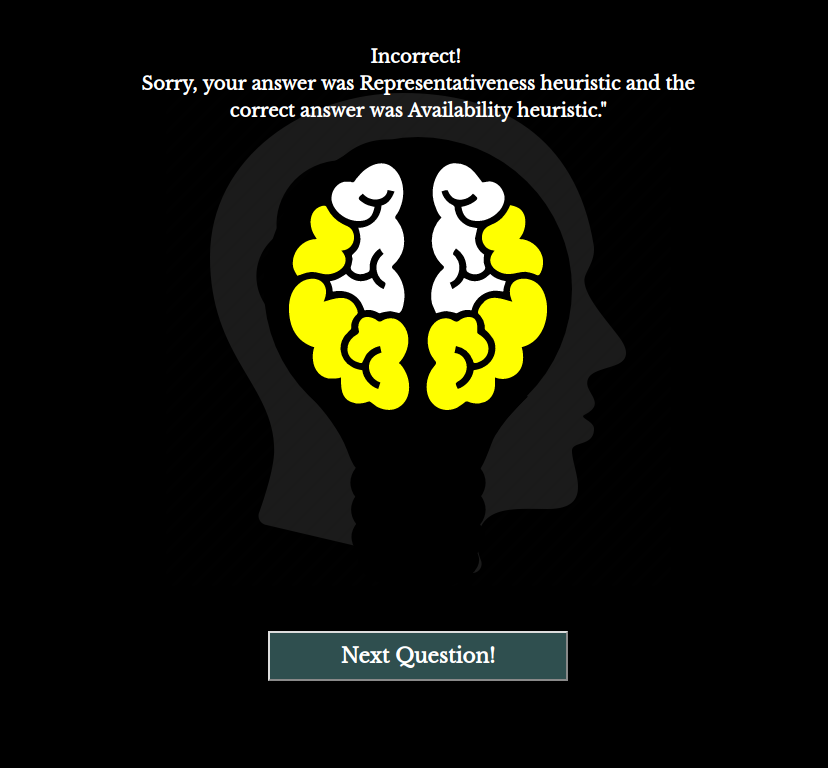 Incorrect!
Sorry, your answer was Representativeness heuristic and the
correct answer was Availability heuristic."
Next Question!